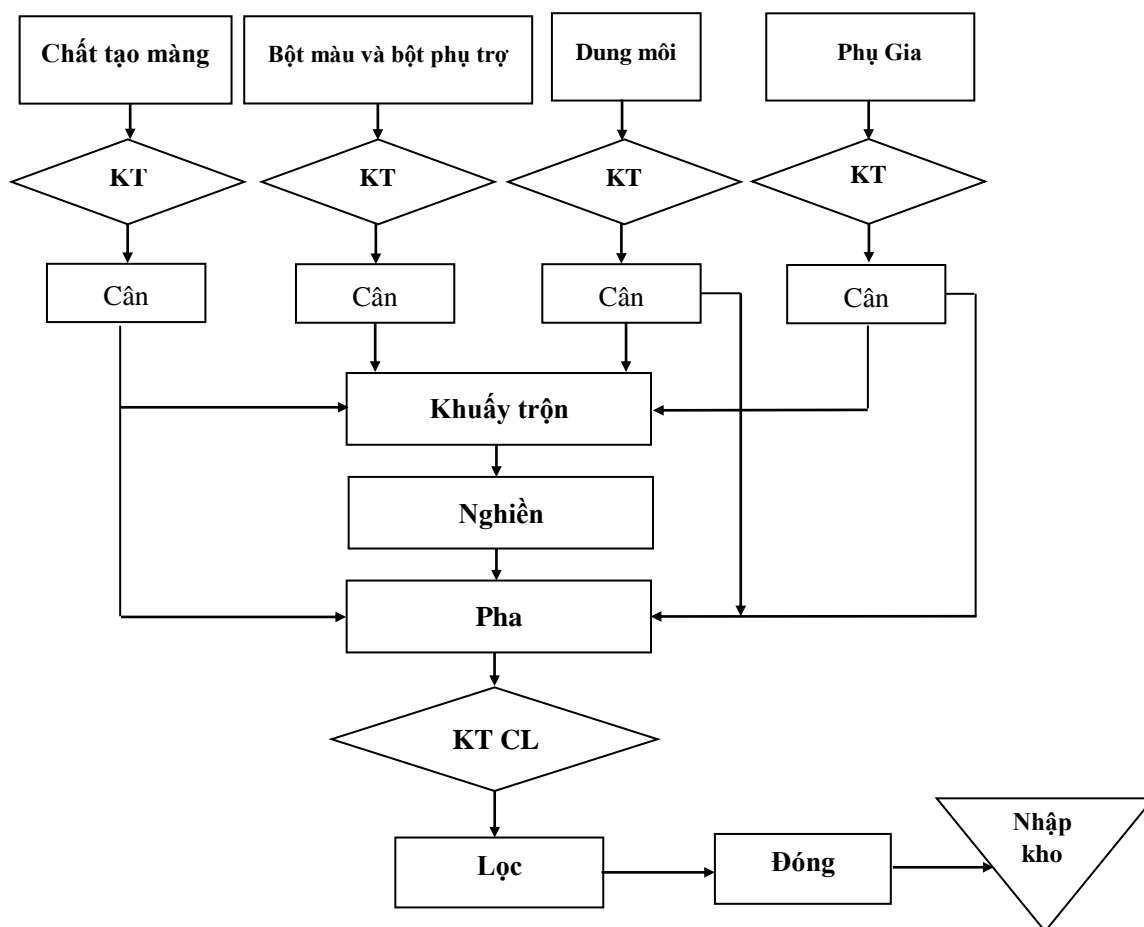 Chất tạo màng
Bột màu và bột phụ trợ
Dung môi
Phụ Gia
KT
KT
KT
KT
Cân
Cân
Cân
Cân
Khuấy trộn
Nghiền
Pha
KT CL
Lọc
Đóng
Nhập
kho